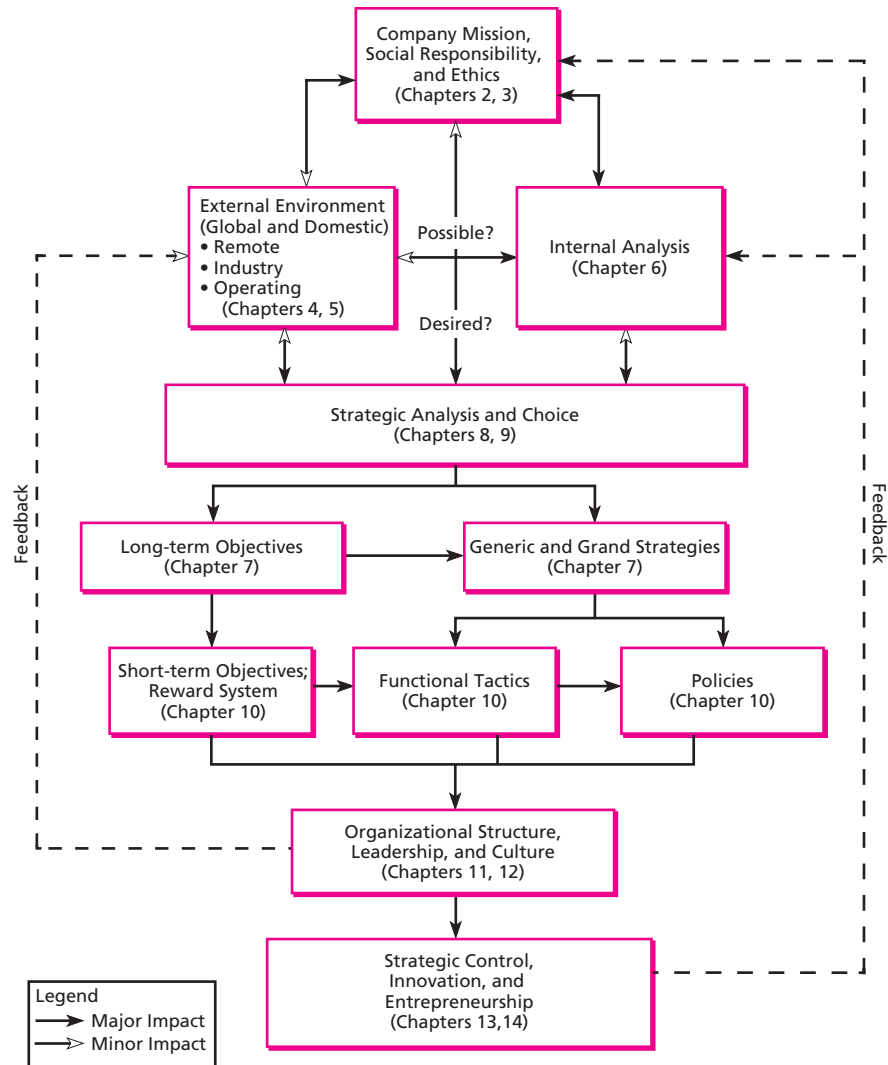 Company Mission,
Social Responsibility,
and Ethics
(Chapters 2, 3)
External Environment
(Global and Domestic)
• Remote
• Industry
• Operating
(Chapters 4, 5)
Possible?
Internal Analysis
(Chapter 6)
Desired?
Strategic Analysis and Choice
(Chapters 8, 9)
Feedback
Feedback
Long-term Objectives
(Chapter 7)
Generic and Grand Strategies
(Chapter 7)
Short-term Objectives;
Reward System
(Chapter 10)
Functional Tactics
(Chapter 10)
Policies
(Chapter 10)
Organizational Structure,
Leadership, and Culture
(Chapters 11, 12)
Strategic Control,
Innovation, and
Entrepreneurship
(Chapters 13,14)
Legend
Major Impact
Minor Impact